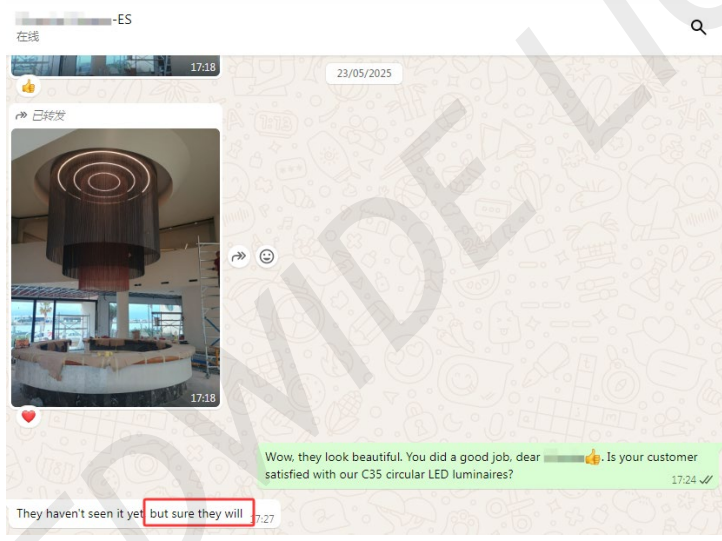 -ES
在线
17:18
23/05/2025
已转发
17:18
Wow, they look beautiful. You did a good job, dear 👍. Is your customer
satisfied with our C35 circular LED luminaires?
17:24
They haven't seen it yet but sure they will
17:27
EDWIDE LIG